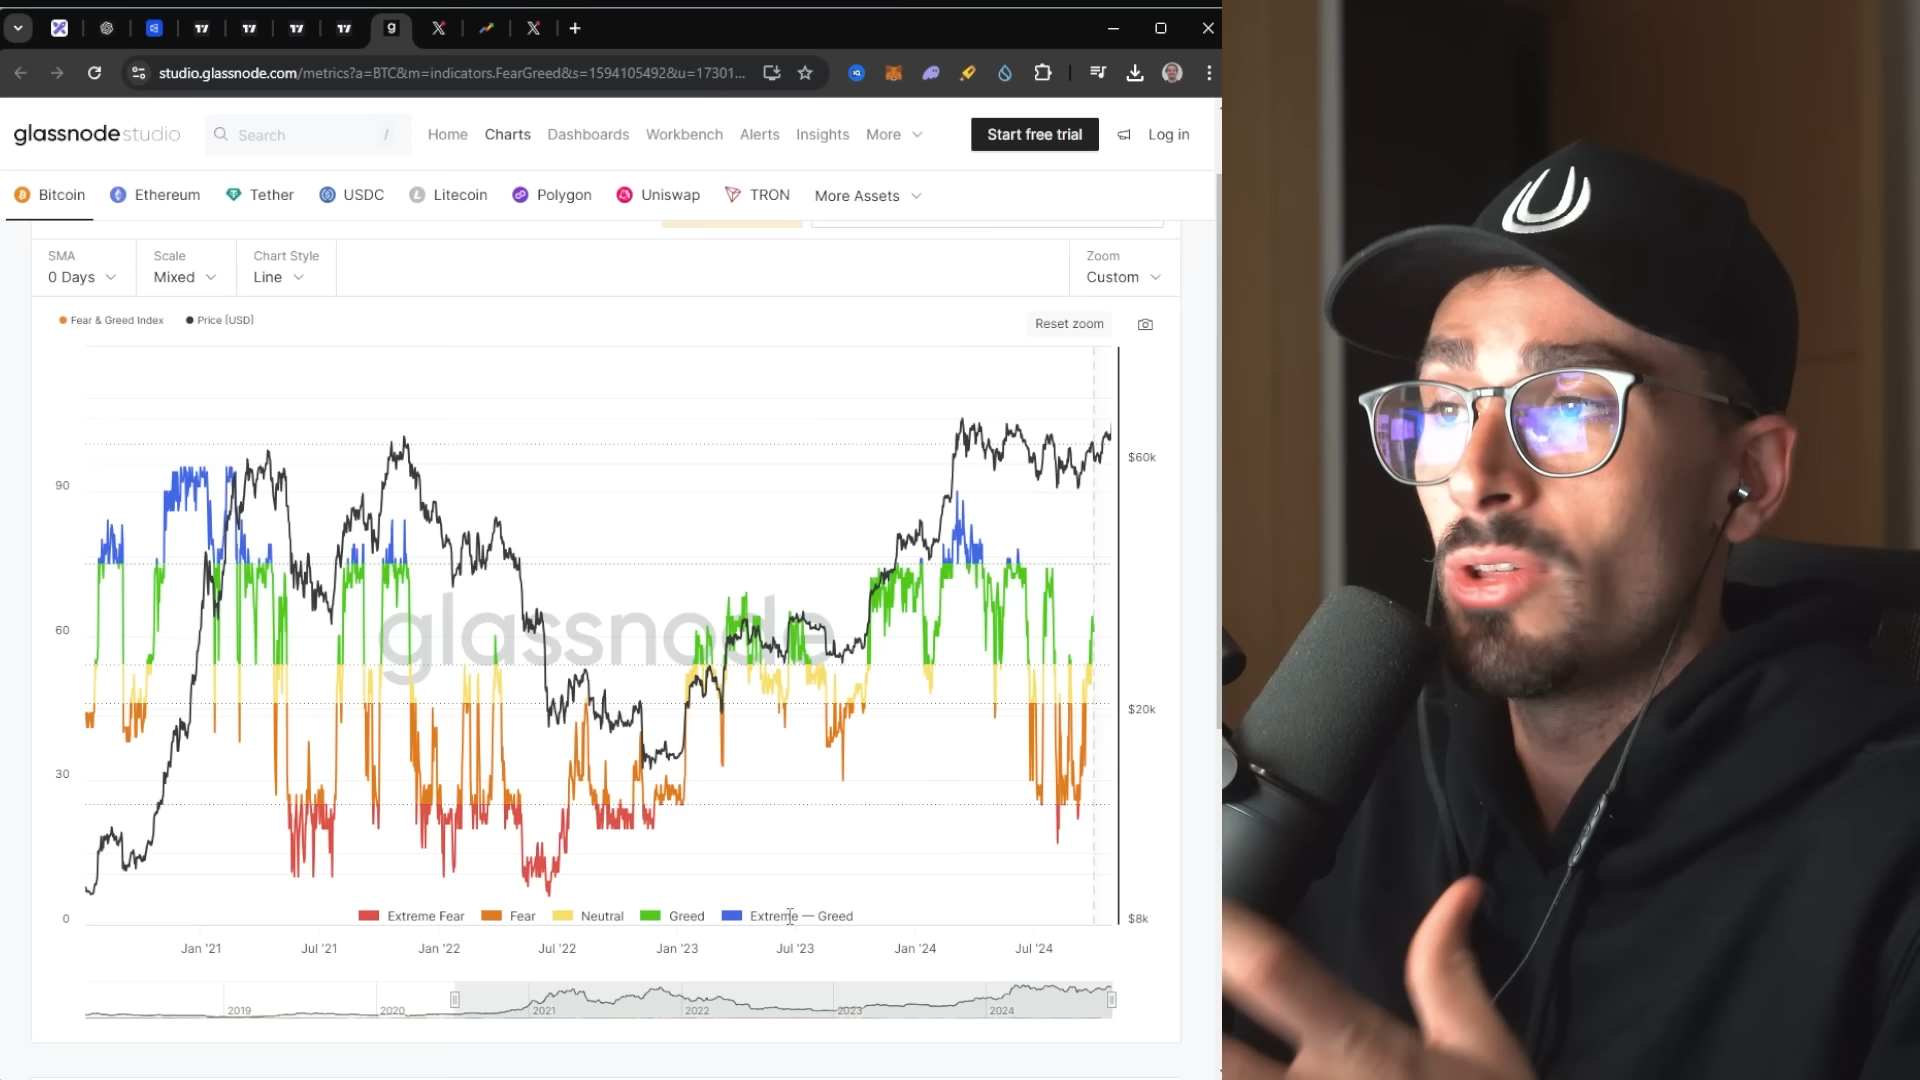 studio.glassnode.com/metrics?a=BTC&m=indicators.FearGreed&s=1594105492&u=17301...
glassnodestudio
Search
/
Home
Charts
Dashboards
Workbench
Alerts
Insights
More
Start free trial
Log in
Bitcoin
Ethereum
Tether
USDC
Litecoin
Polygon
Uniswap
TRON
More Assets
SMA
0 Days
Scale
Mixed
Chart Style
Line
Zoom
Custom
Fear & Greed Index
Price [USD]
Reset zoom
90
60
30
0
$60k
$20k
$8k
glassnode
Extreme Fear
Fear
Neutral
Greed
Extreme — Greed
Jan '21
Jul '21
Jan '22
Jul '22
Jan '23
Jul '23
Jan '24
Jul '24
2019
2020
2021
2022
2023
2024